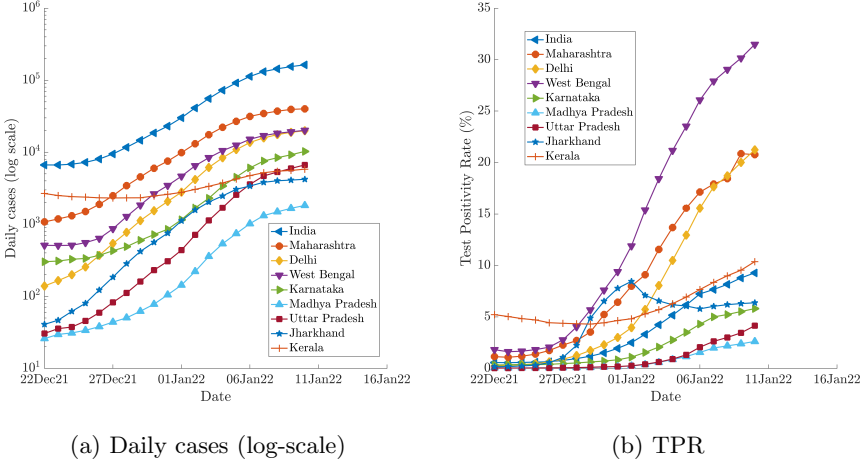 10^6
10^5
10^4
10^3
10^2
10^1
Daily cases (log scale)
India
Maharashtra
Delhi
West Bengal
Karnataka
Madhya Pradesh
Uttar Pradesh
Jharkhand
Kerala
22Dec21 27Dec21 01Jan22 06Jan22 11Jan22 16Jan22
Date
(a) Daily cases (log-scale)
35
30
25
20
15
10
5
0
Test Positivity Rate (%)
India
Maharashtra
Delhi
West Bengal
Karnataka
Madhya Pradesh
Uttar Pradesh
Jharkhand
Kerala
22Dec21 27Dec21 01Jan22 06Jan22 11Jan22 16Jan22
Date
(b) TPR